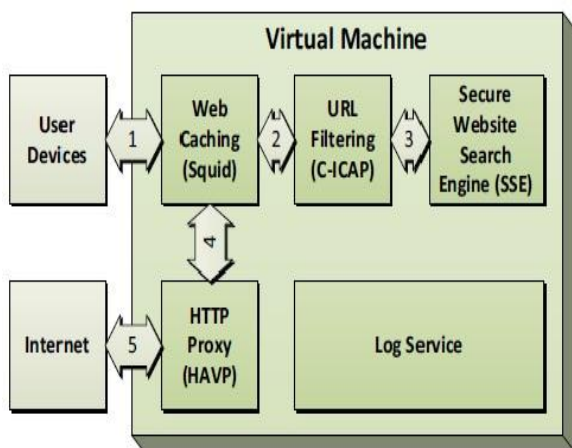 Virtual Machine
User
Devices
1
Web
Caching
(Squid)
2
URL
Filtering
(C-ICAP)
3
Secure
Website
Search
Engine (SSE)
4
Internet
5
HTTP
Proxy
(HAVP)
Log Service